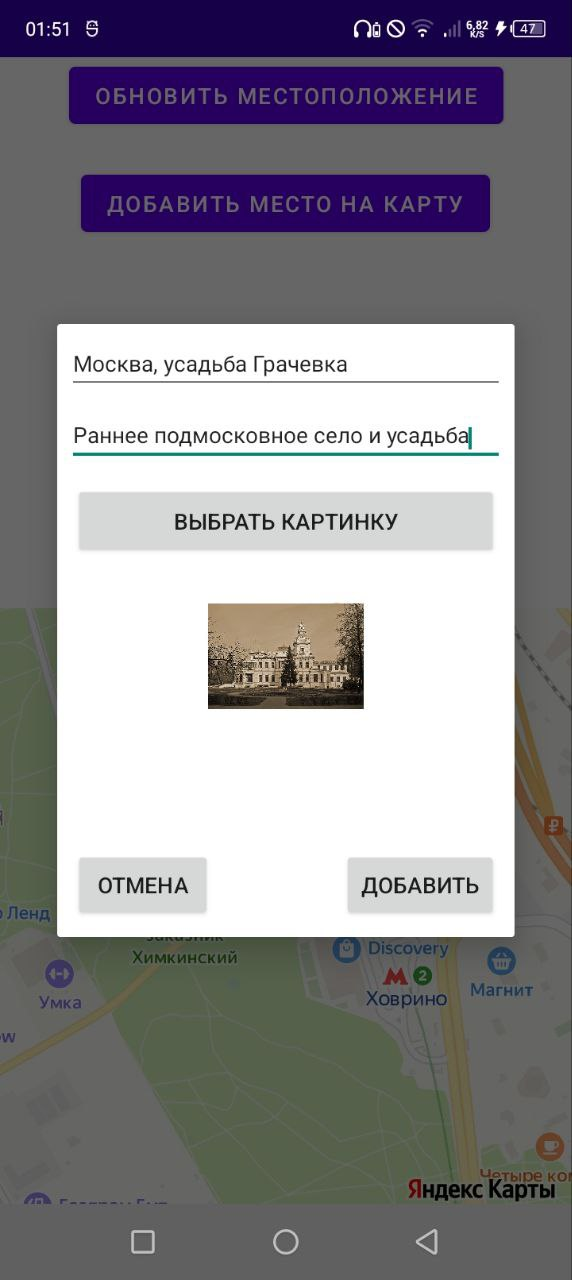 01:51
6,82
K/S
47
ОБНОВИТЬ МЕСТОПОЛОЖЕНИЕ
ДОБАВИТЬ МЕСТО НА КАРТУ
Москва, усадьба Грачевка
Раннее подмосковное село и усадьба
ВЫБРАТЬ КАРТИНКУ
ОТМЕНА
ДОБАВИТЬ
Ленд
заказник
Химкинский
Discovery
2
Ховрино
Магнит
Умка
Четыре
Яндекс Карты